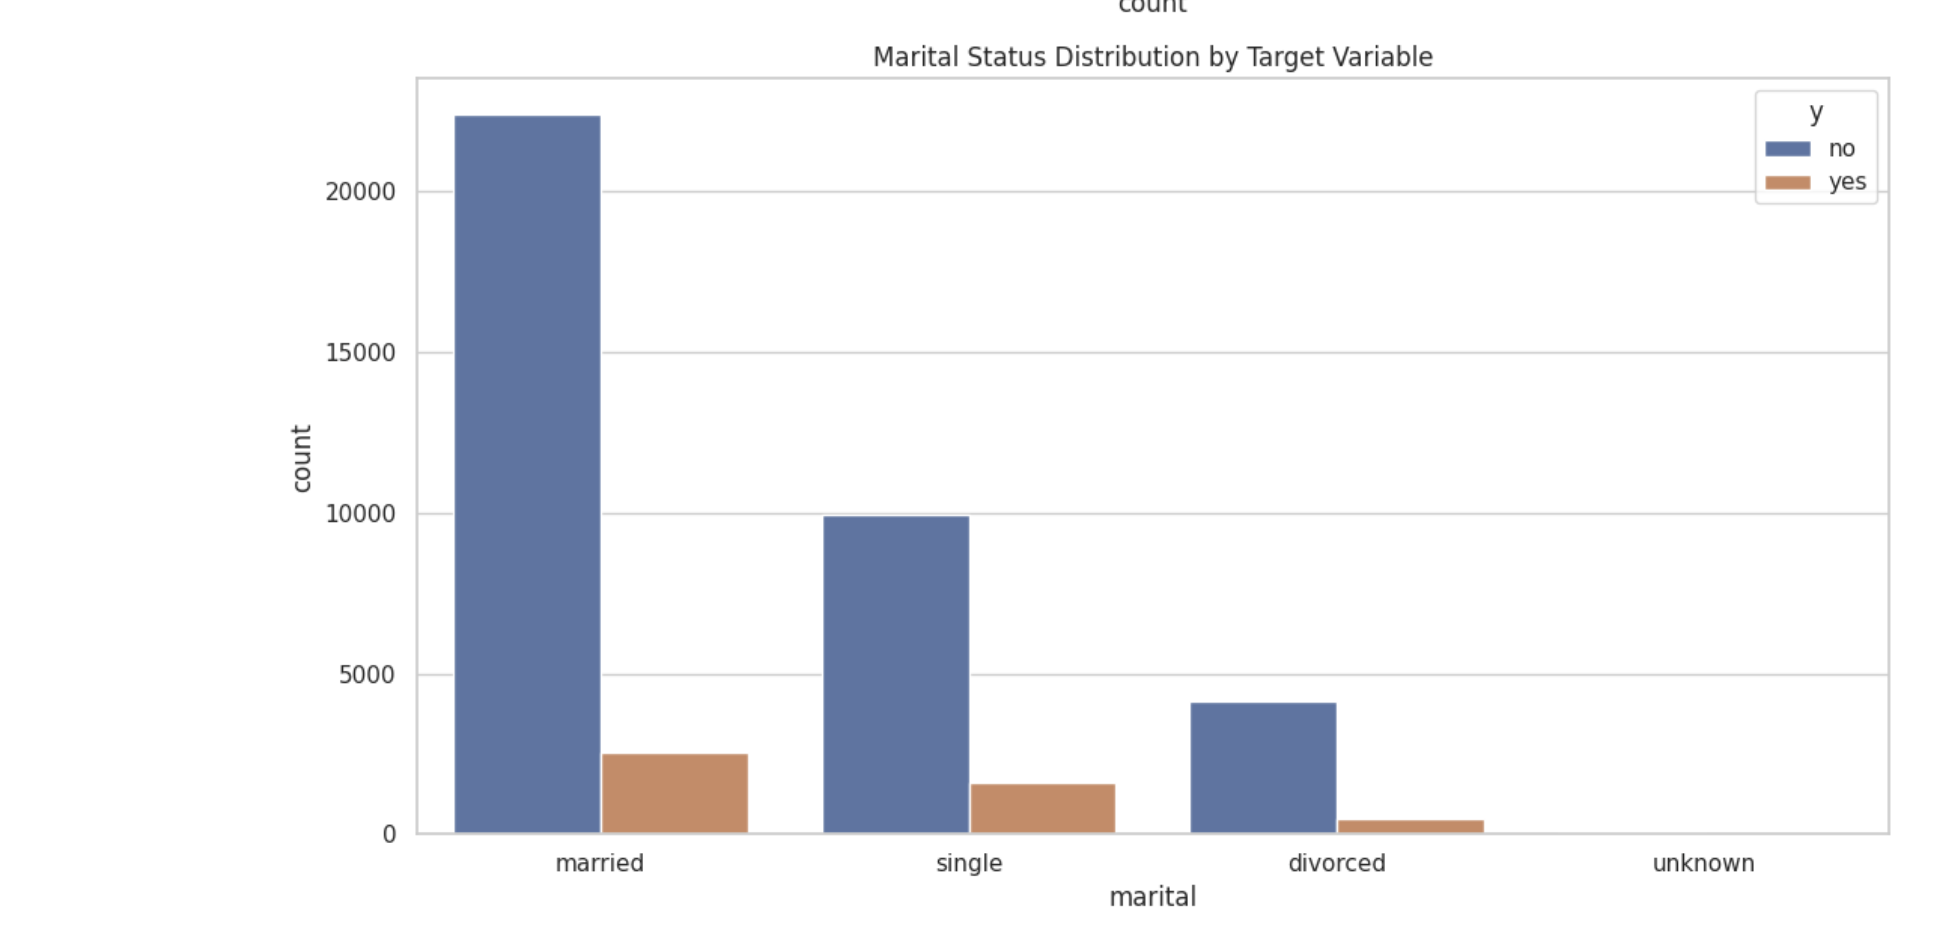 count
Marital Status Distribution by Target Variable
y
no
yes
20000
15000
10000
5000
0
count
married single divorced unknown
marital